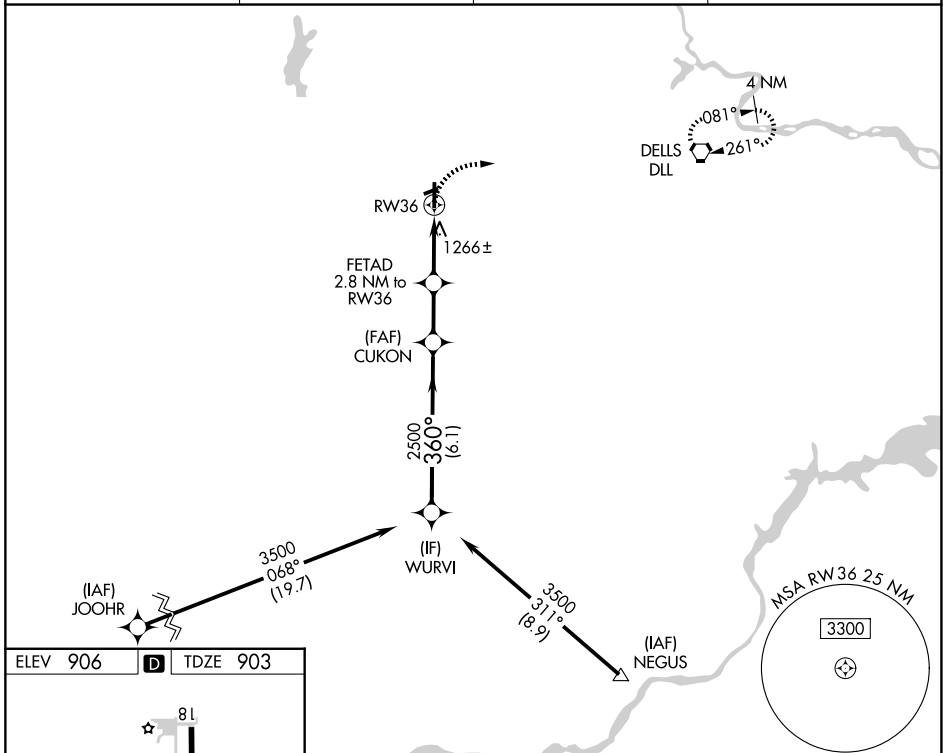 4 NM
081°
261°
DELLS
DLL
RW36
1266±
FETAD
2.8 NM to
RW36
(FAF)
CUKON
2500
360°
(6.1)
(IF)
WURVI
3500
068°
(19.7)
(IAF)
JOOHR
3500
311°
(8.9)
(IAF)
NEGUS
MSA RW36 25 NM
3300
ELEV 906 D TDZE 903
18